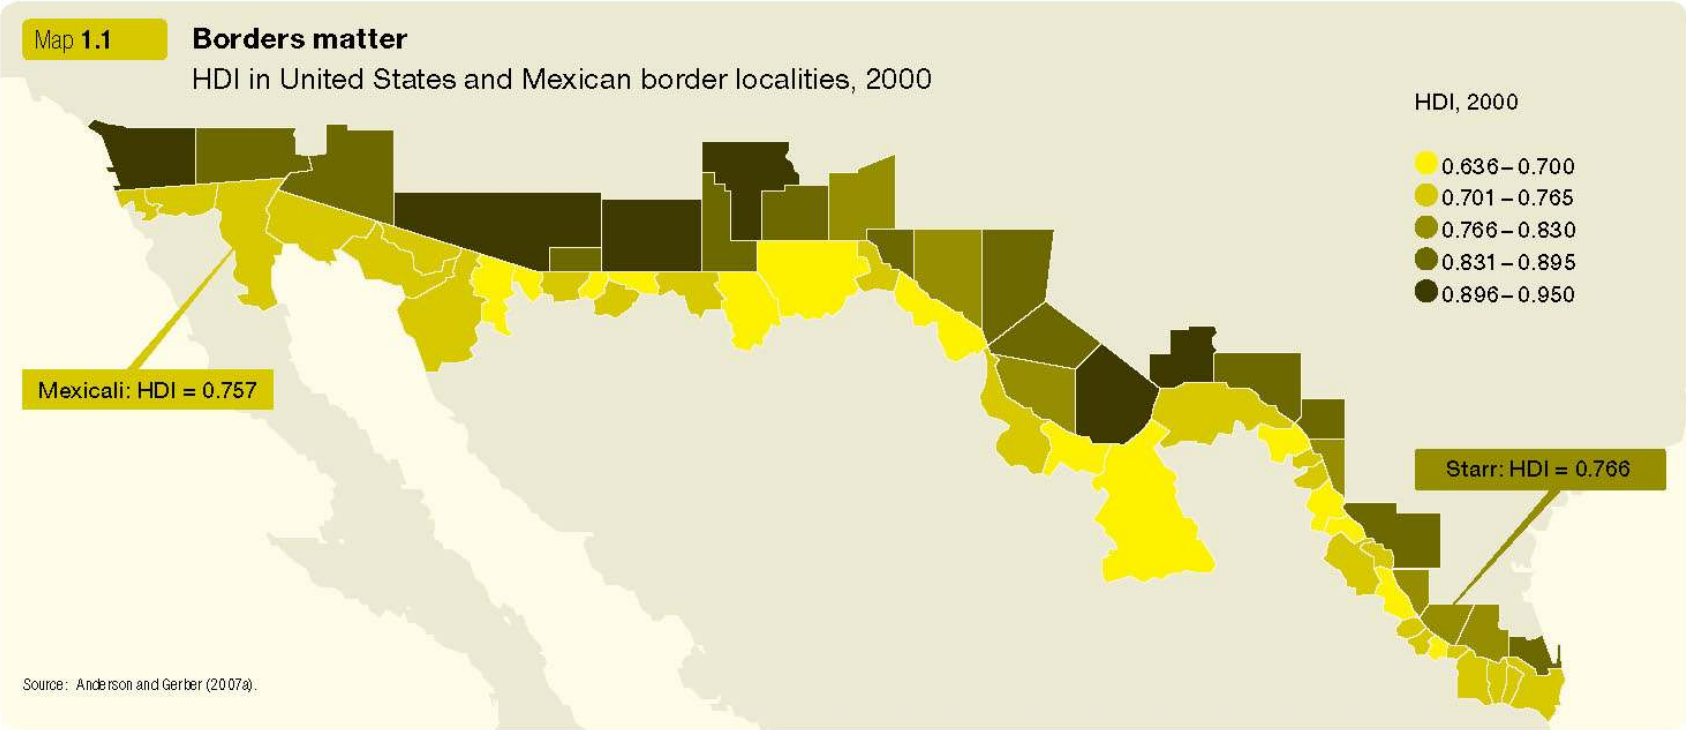 Map 1.1
Borders matter
HDI in United States and Mexican border localities, 2000
HDI, 2000
0.636–0.700
0.701–0.765
0.766–0.830
0.831–0.895
0.896–0.950
Mexicali: HDI = 0.757
Starr: HDI = 0.766
Source: Anderson and Gerber (2007a).